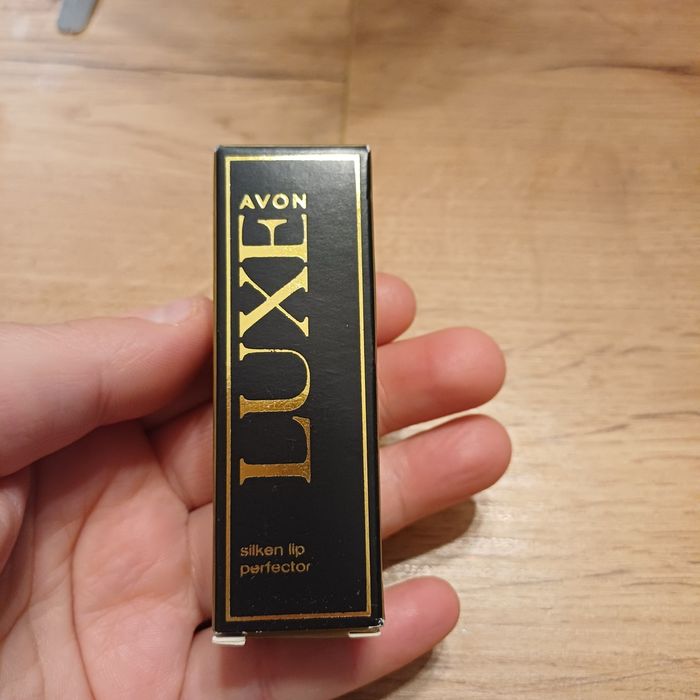 AVON
LUXE
silken lip
perfector